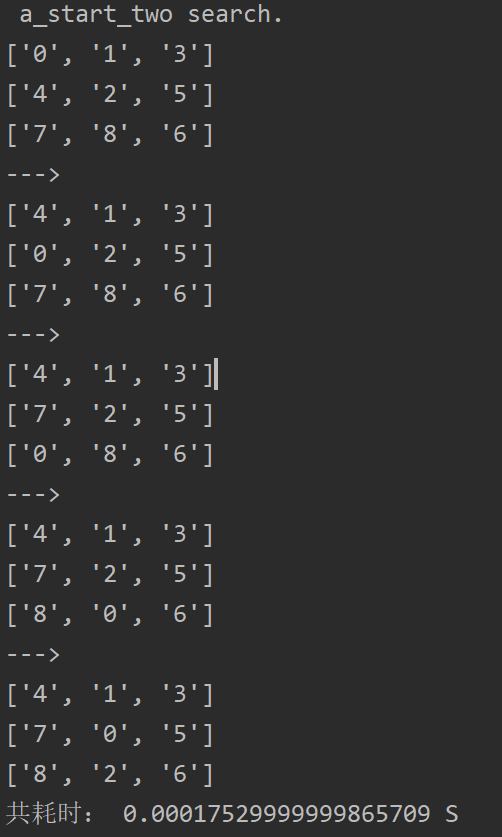 a_start_two search.
['0', '1', '3']
['4', '2', '5']
['7', '8', '6']
--->
['4', '1', '3']
['0', '2', '5']
['7', '8', '6']
--->
['4', '1', '3']
['7', '2', '5']
['0', '8', '6']
--->
['4', '1', '3']
['7', '2', '5']
['8', '0', '6']
--->
['4', '1', '3']
['7', '0', '5']
['8', '2', '6']
共耗时： 0.00017529999999865709 S